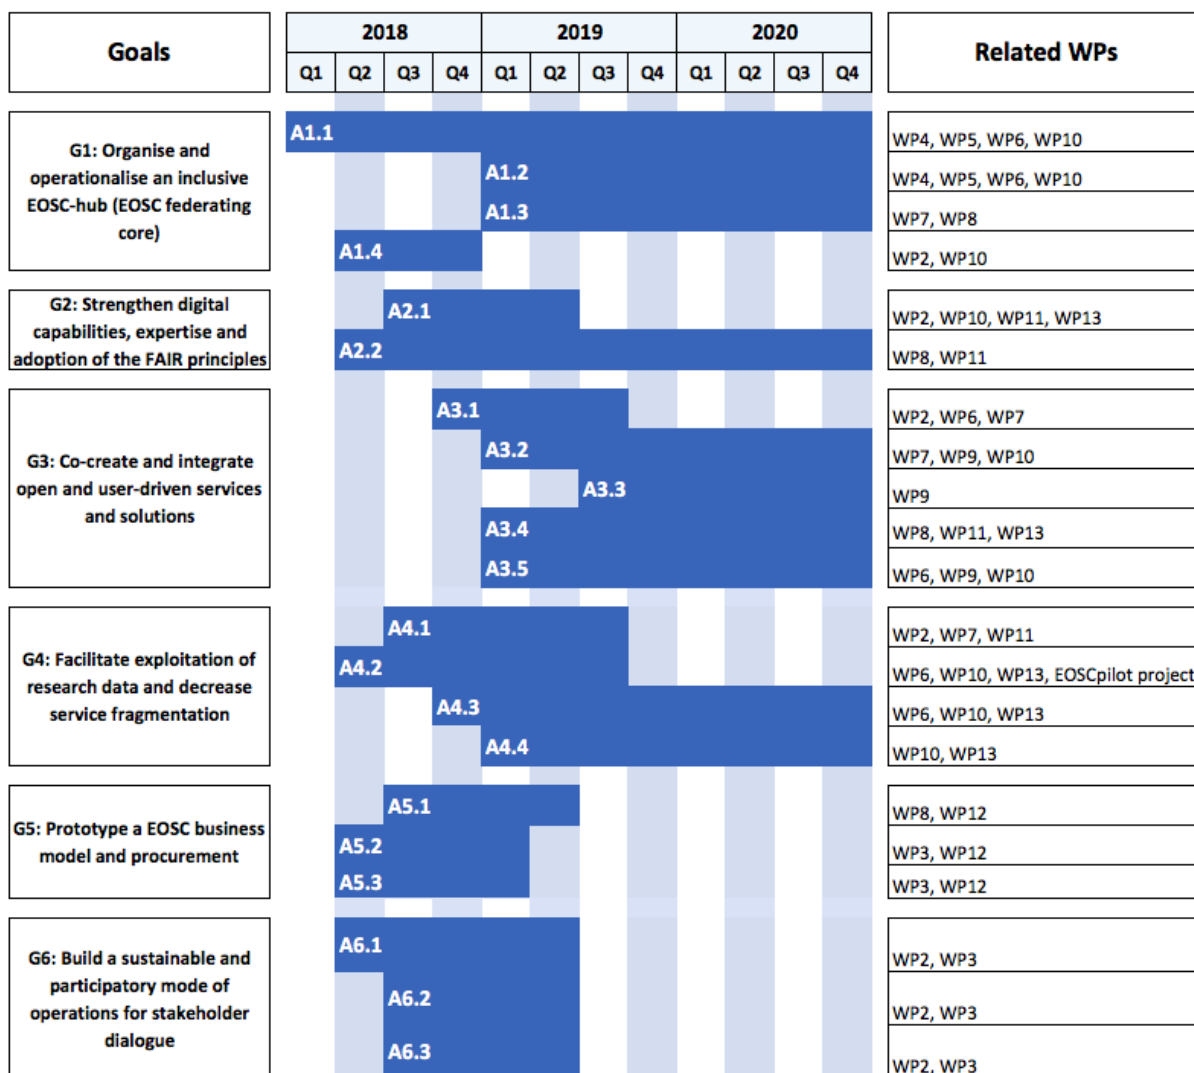 Goals
2018
2019
2020
Related WPs
Q1 Q2 Q3 Q4 Q1 Q2 Q3 Q4 Q1 Q2 Q3 Q4
G1: Organise and
operationalise an inclusive
EOSC-hub (EOSC federating
core)
A1.1
WP4, WP5, WP6, WP10
A1.2
WP4, WP5, WP6, WP10
A1.3
WP7, WP8
A1.4
WP2, WP10
G2: Strengthen digital
capabilities, expertise and
adoption of the FAIR principles
A2.1
WP2, WP10, WP11, WP13
A2.2
WP8, WP11
G3: Co-create and integrate
open and user-driven services
and solutions
A3.1
WP2, WP6, WP7
A3.2
WP7, WP9, WP10
A3.3
WP9
A3.4
WP8, WP11, WP13
A3.5
WP6, WP9, WP10
G4: Facilitate exploitation of
research data and decrease
service fragmentation
A4.1
WP2, WP7, WP11
A4.2
WP6, WP10, WP13, EOSCpilot project
A4.3
WP6, WP10, WP13
A4.4
WP10, WP13
G5: Prototype a EOSC business
model and procurement
A5.1
WP8, WP12
A5.2
WP3, WP12
A5.3
WP3, WP12
G6: Build a sustainable and
participatory mode of
operations for stakeholder
dialogue
A6.1
WP2, WP3
A6.2
WP2, WP3
A6.3
WP2, WP3